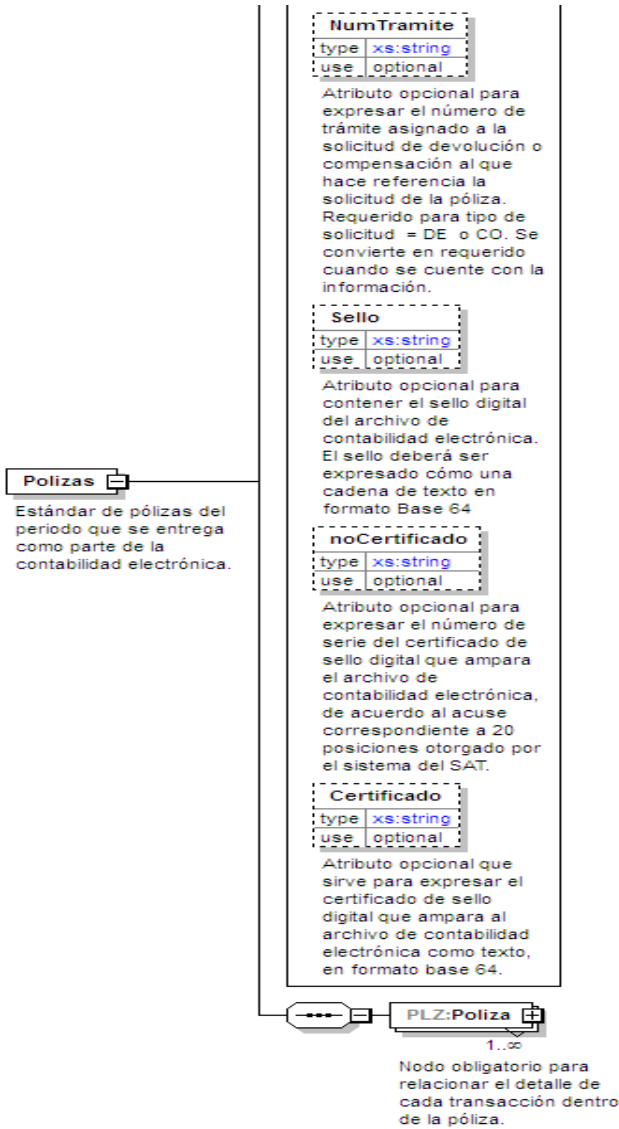 NumTramite
type xs:string
use optional
Atributo opcional para
expresar el número de
trámite asignado a la
solicitud de devolución o
compensación al que
hace referencia la
solicitud de la póliza.
Requerido para tipo de
solicitud = DE o CO. Se
convierte en requerido
cuando se cuente con la
información.
Sello
type xs:string
use optional
Atributo opcional para
contener el sello digital
del archivo de
contabilidad electrónica.
El sello deberá ser
expresado cómo una
cadena de texto en
formato Base 64
Polizas
Estándar de pólizas del
periodo que se entrega
como parte de la
contabilidad electrónica.
noCertificado
type xs:string
use optional
Atributo opcional para
expresar el número de
serie del certificado de
sello digital que ampara
el archivo de
contabilidad electrónica,
de acuerdo al acuse
correspondiente a 20
posiciones otorgado por
el sistema del SAT.
Certificado
type xs:string
use optional
Atributo opcional que
sirve para expresar el
certificado de sello
digital que ampara al
archivo de contabilidad
electrónica como texto,
en formato base 64.
PLZ:Poliza
1..∞
Nodo obligatorio para
relacionar el detalle de
cada transacción dentro
de la póliza.